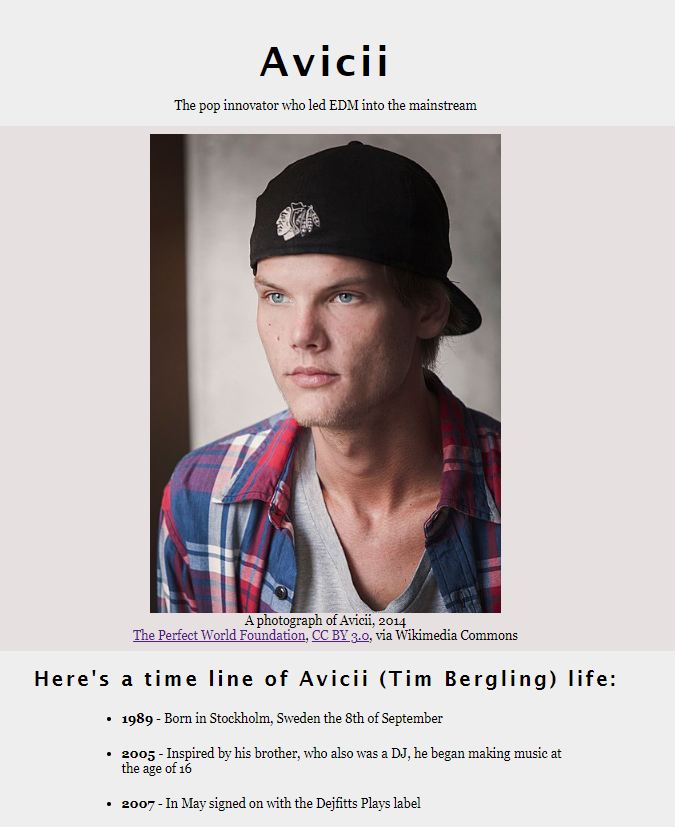 Avicii
The pop innovator who led EDM into the mainstream
A photograph of Avicii, 2014
The Perfect World Foundation, CC BY 3.0, via Wikimedia Commons
Here's a time line of Avicii (Tim Bergling) life:
• 1989 - Born in Stockholm, Sweden the 8th of September
• 2005 - Inspired by his brother, who also was a DJ, he began making music at
the age of 16
• 2007 - In May signed on with the Dejfitts Plays label